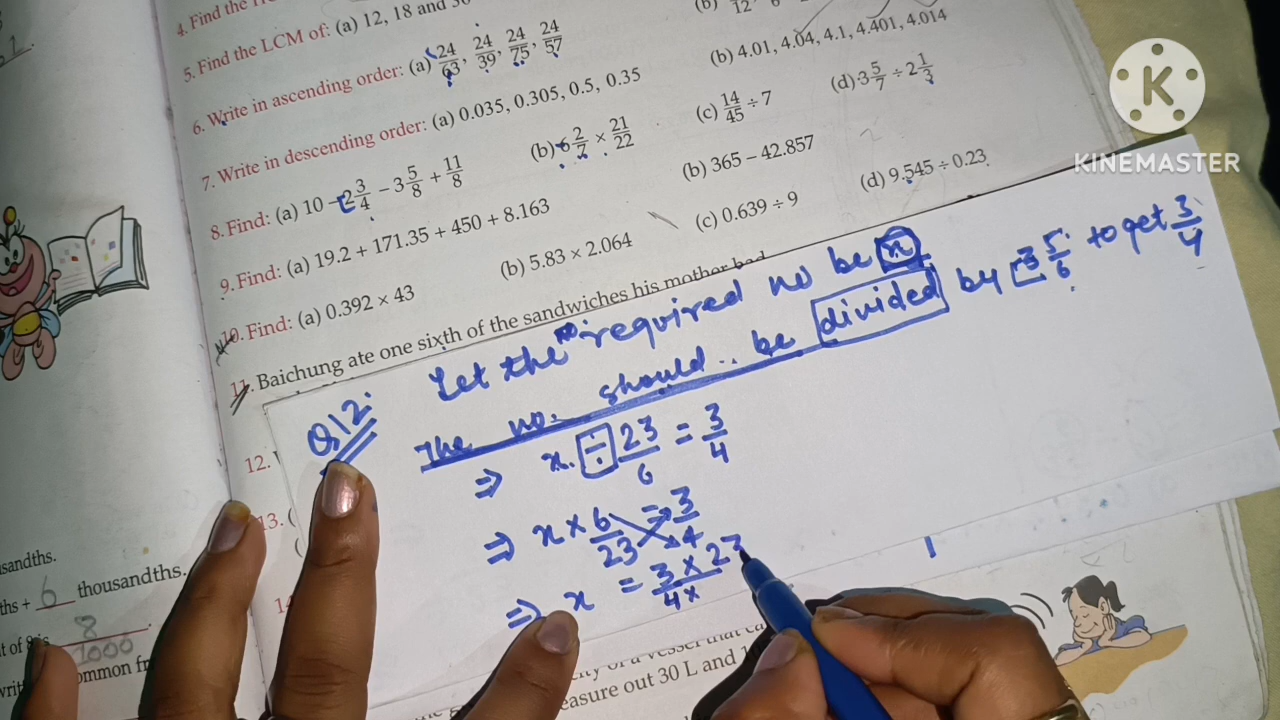 4. Find the
5. Find the LCM of: (a) 12, 18 and 30
(b) 12, 6
6. Write in ascending order: (a) 24/63, 24/39, 24/75, 24/57
(b) 4.01, 4.04, 4.1, 4.401, 4.014
7. Write in descending order: (a) 0.035, 0.305, 0.5, 0.35
8. Find: (a) 10 – 2 3/4 – 3 5/8 + 11/8 (b) 6 2/7 × 21/22 (c) 14/45 ÷ 7 (d) 3 5/7 ÷ 2 1/3
9. Find: (a) 19.2 + 171.35 + 450 + 8.163 (b) 365 – 42.857
10. Find: (a) 0.392 × 43 (b) 5.83 × 2.064 (c) 0.639 ÷ 9 (d) 9.545 ÷ 0.23
11. Baichung ate one sixth of the sandwiches his mother had
12.
13.
KINEMASTER
K
Q12. Let the required no be x
The no. should be divided by 3 5/6 to get 3/4
⇒ x ÷ 23/6 = 3/4
⇒ x × 6/23 = 3/4
⇒ x = 3 × 23/4 ×
sandths.
ths + 6 thousandths.
8/1000
easure out 30 L and